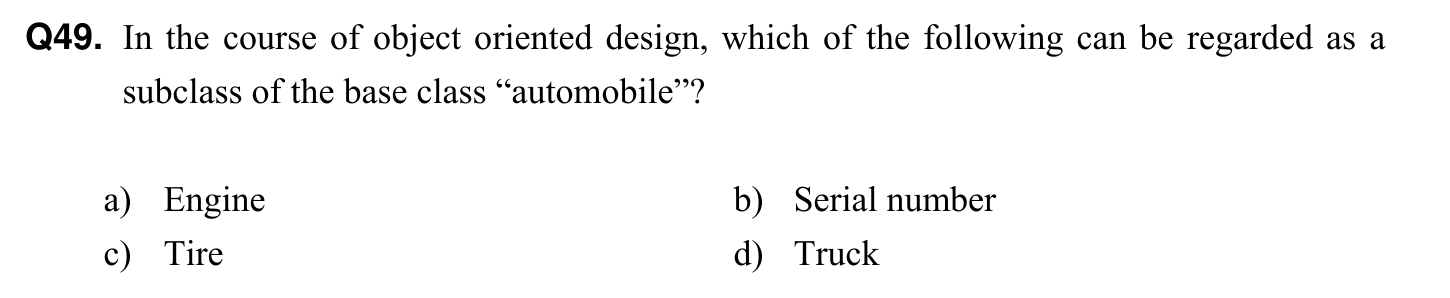 Q49. In the course of object oriented design, which of the following can be regarded as a
subclass of the base class “automobile”?
a) Engine b) Serial number
c) Tire d) Truck